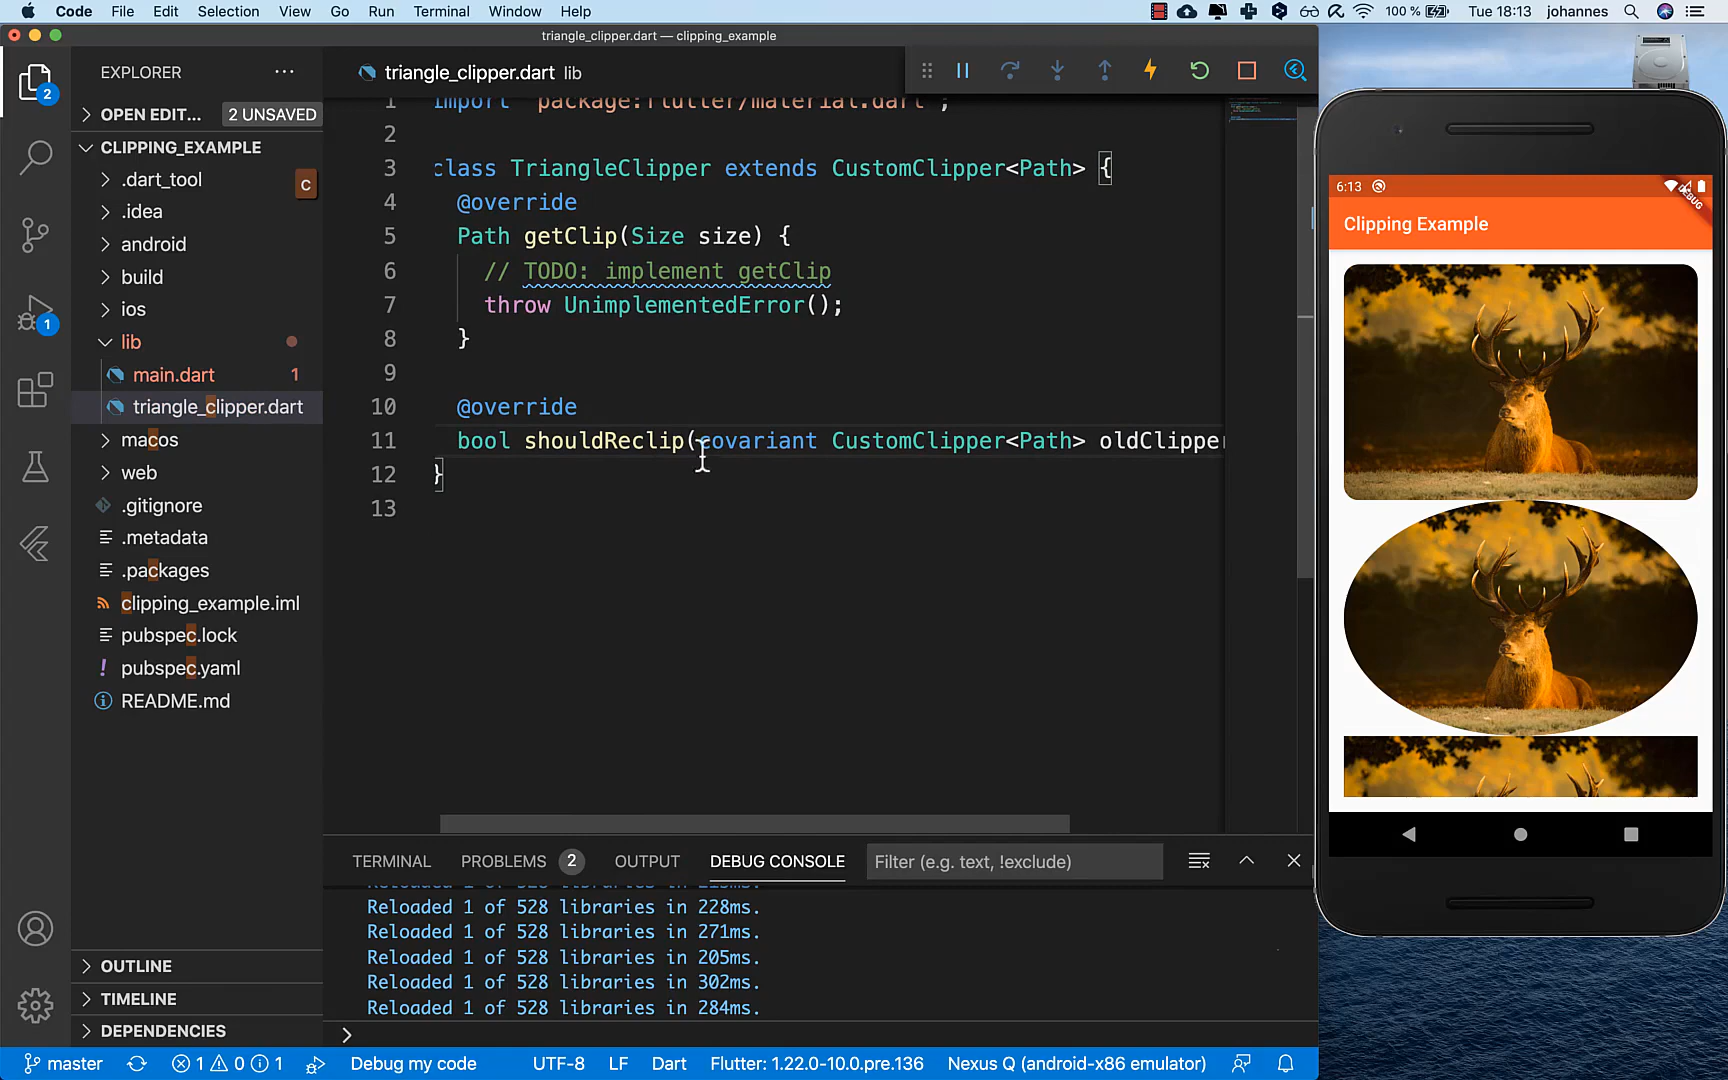 Code File Edit Selection View Go Run Terminal Window Help 100 % Tue 18:13 johannes
triangle_clipper.dart — clipping_example
EXPLORER
triangle_clipper.dart lib
OPEN EDIT... 2 UNSAVED
CLIPPING_EXAMPLE
.dart_tool
C
.idea
android
build
ios
lib
main.dart 1
triangle_clipper.dart
macos
web
.gitignore
.metadata
.packages
clipping_example.iml
pubspec.lock
pubspec.yaml
README.md
OUTLINE
TIMELINE
DEPENDENCIES
2
1
1 import 'package:flutter/material.dart';
2
3 class TriangleClipper extends CustomClipper<Path> {
4 @override
5 Path getClip(Size size) {
6 // TODO: implement getClip
7 throw UnimplementedError();
8 }
9
10 @override
11 bool shouldReclip(covariant CustomClipper<Path> oldClipper
12 }
13
TERMINAL PROBLEMS 2 OUTPUT DEBUG CONSOLE Filter (e.g. text, !exclude)
Reloaded 1 of 528 libraries in 228ms.
Reloaded 1 of 528 libraries in 271ms.
Reloaded 1 of 528 libraries in 205ms.
Reloaded 1 of 528 libraries in 302ms.
Reloaded 1 of 528 libraries in 284ms.
>
master 1 0 1 Debug my code UTF-8 LF Dart Flutter: 1.22.0-10.0.pre.136 Nexus Q (android-x86 emulator)
6:13
DEBUG
Clipping Example